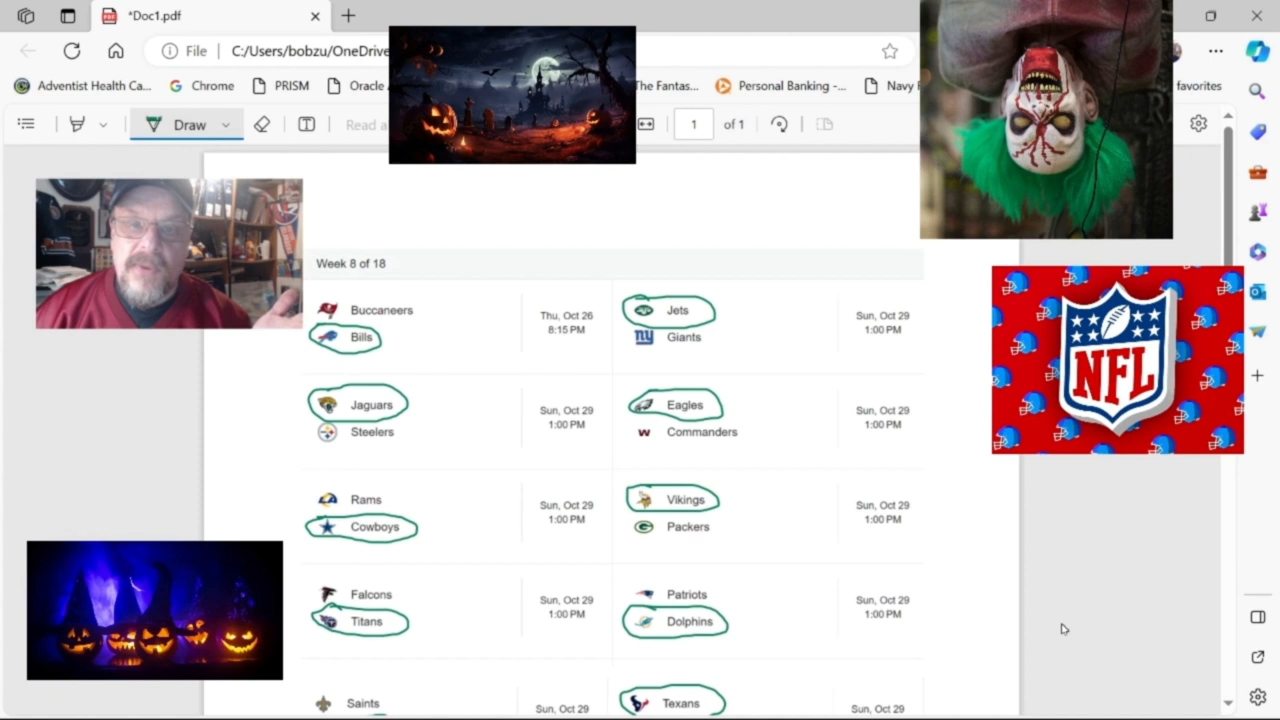 *Doc1.pdf
File
C:/Users/bobzu/OneDrive
Adventist Health Ca...
Chrome
PRISM
Oracle
The Fantas...
Personal Banking -...
Navy
favorites
Draw
Read a
1
of 1
Week 8 of 18
Buccaneers
Bills
Thu, Oct 26
8:15 PM
Jets
Giants
Sun, Oct 29
1:00 PM
Jaguars
Steelers
Sun, Oct 29
1:00 PM
Eagles
Commanders
Sun, Oct 29
1:00 PM
Rams
Cowboys
Sun, Oct 29
1:00 PM
Vikings
Packers
Sun, Oct 29
1:00 PM
Falcons
Titans
Sun, Oct 29
1:00 PM
Patriots
Dolphins
Sun, Oct 29
1:00 PM
Saints
Sun, Oct 29
Texans
Sun, Oct 29
NFL